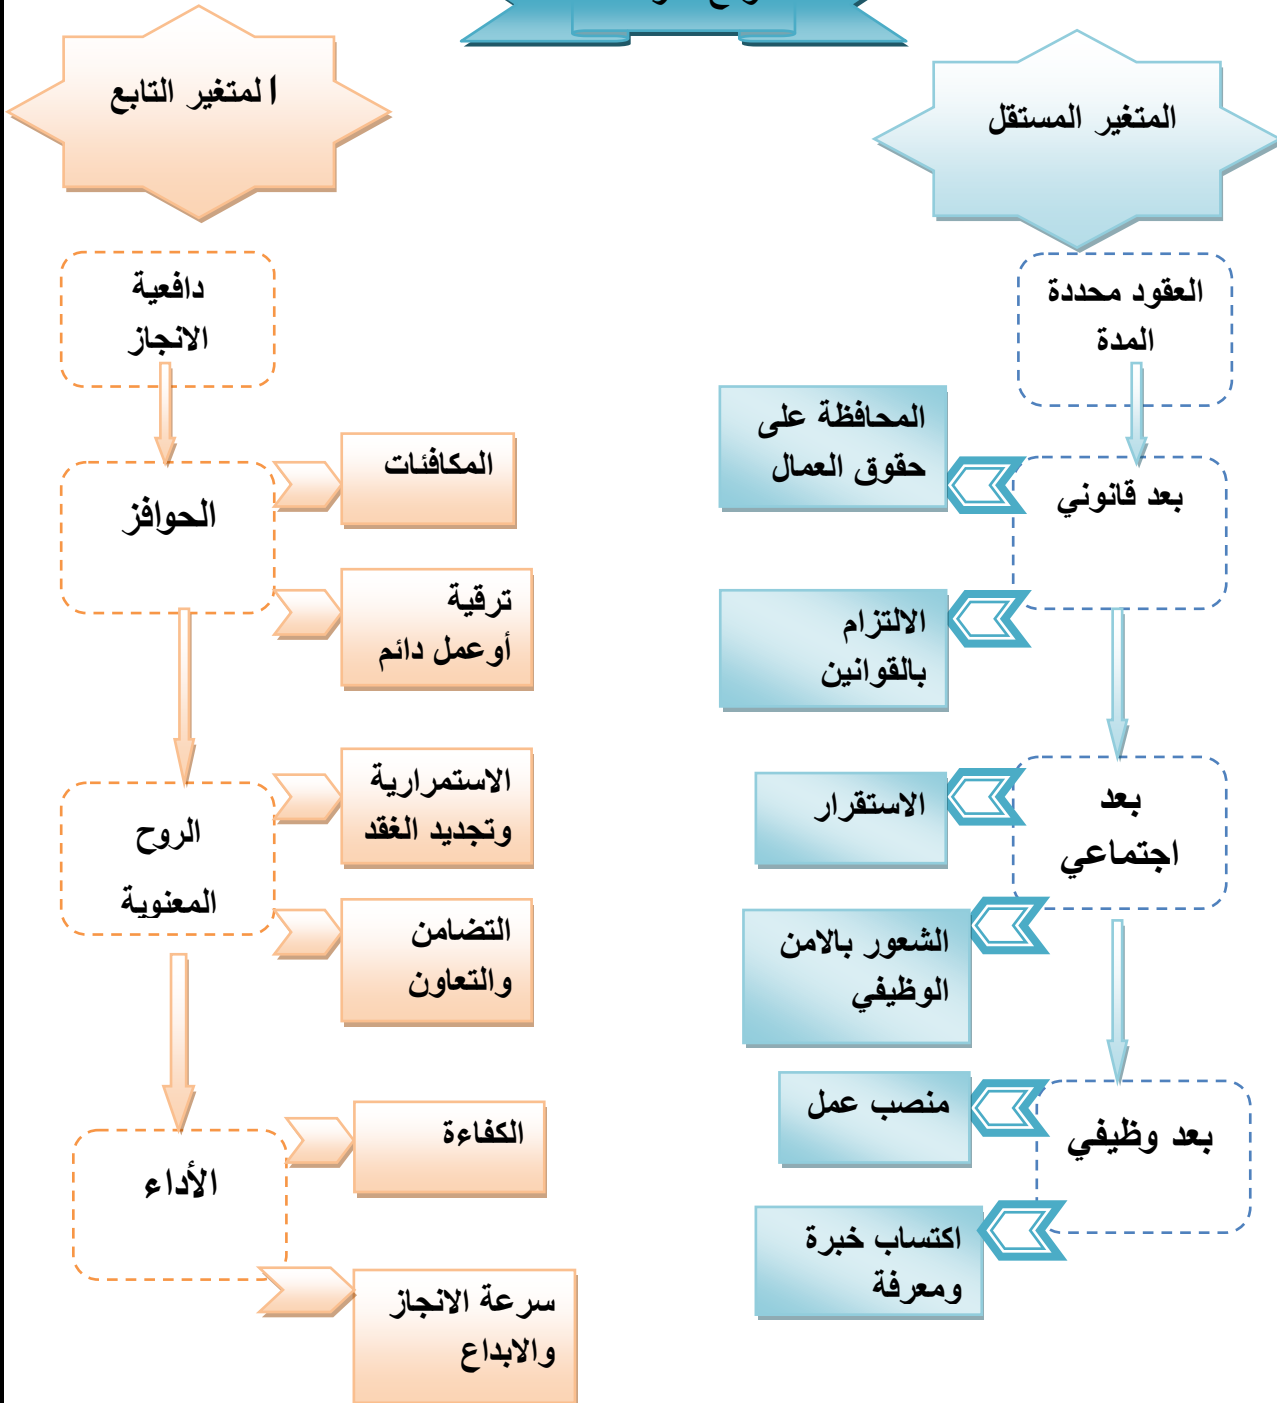 المتغير المستقل
العقود محددة
المدة
بعد قانوني
المحافظة على
حقوق العمال
الالتزام
بالقوانين
بعد
اجتماعي
الاستقرار
الشعور بالامن
الوظيفي
بعد وظيفي
منصب عمل
اكتساب خبرة
ومعرفة
ا لمتغير التابع
دافعية
الانجاز
الحوافز
المكافئات
ترقية
أوعمل دائم
الروح
المعنوية
الاستمرارية
وتجديد الغقد
التضامن
والتعاون
الأداء
الكفاءة
سرعة الانجاز
والابداع